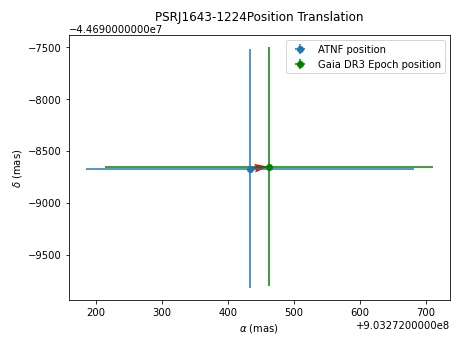 PSRJ1643-1224Position Translation
−4.4690000000e7
ATNF position
Gaia DR3 Epoch position
−7500
−8000
−8500
−9000
−9500
δ (mas)
200
300
400
500
600
700
α (mas)
+9.0327200000e8